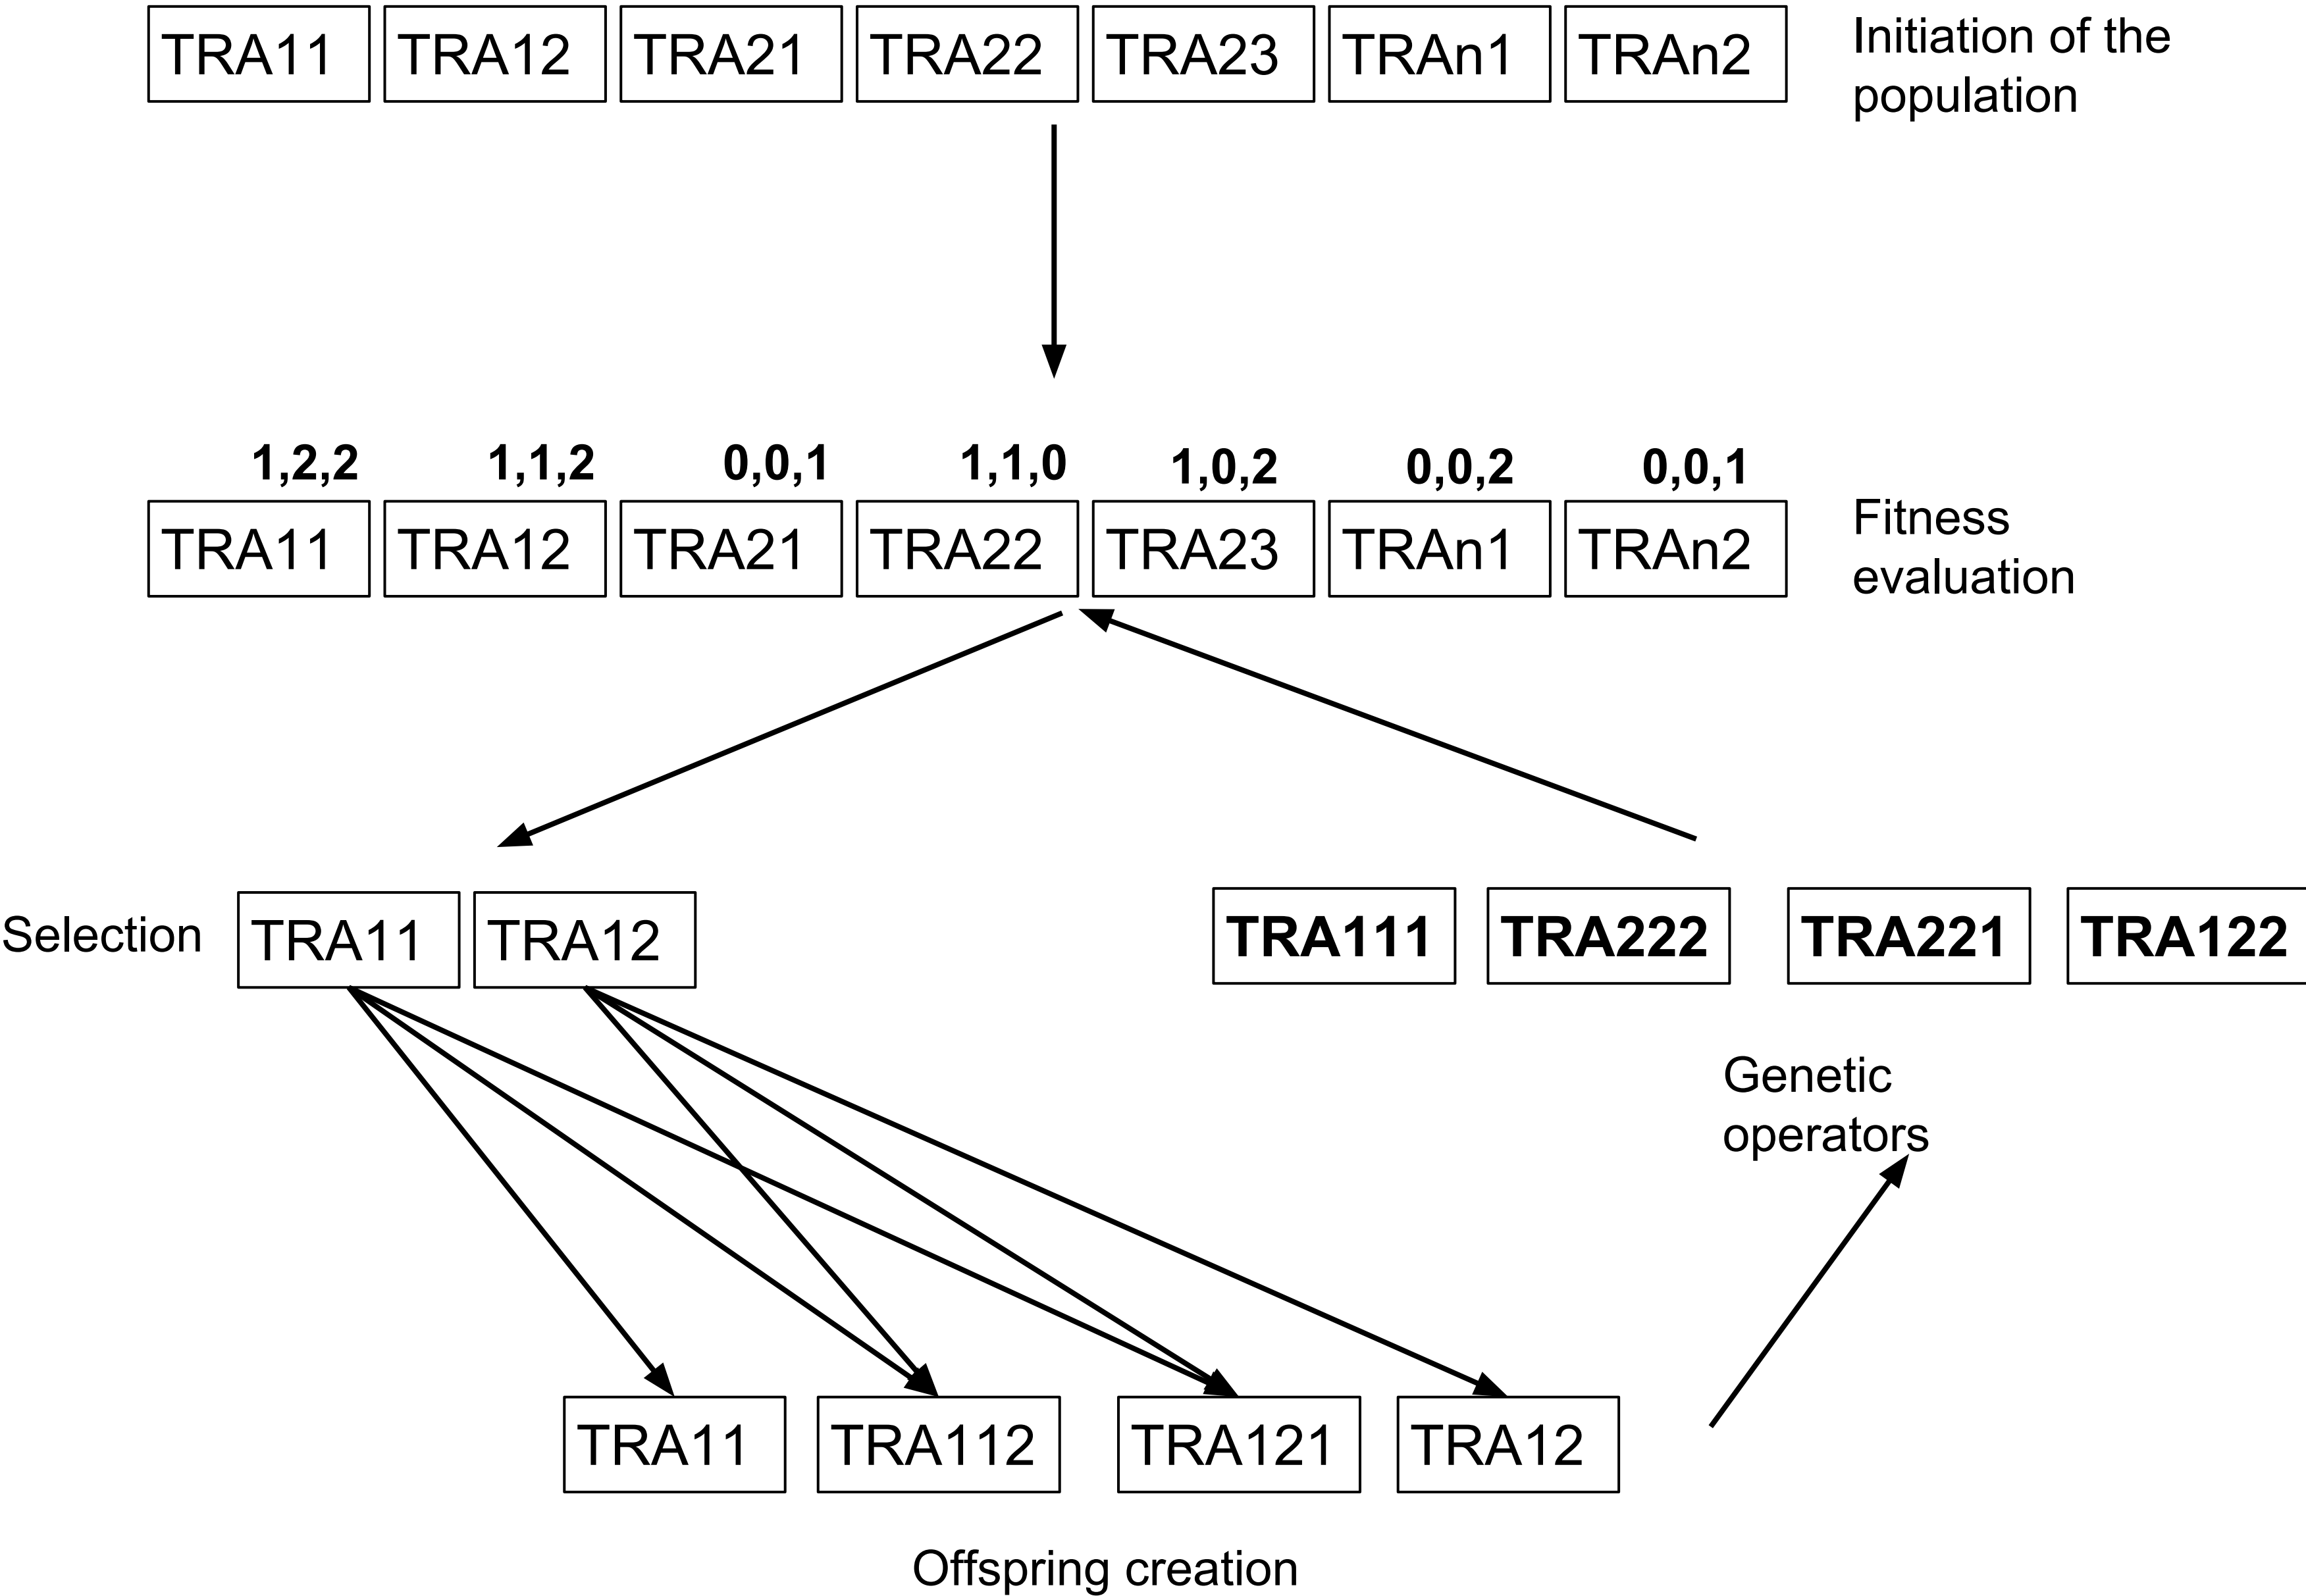 TRA11 TRA12 TRA21 TRA22 TRA23 TRAn1 TRAn2
Initiation of the
population
1,2,2 1,1,2 0,0,1 1,1,0 1,0,2 0,0,2 0,0,1
TRA11 TRA12 TRA21 TRA22 TRA23 TRAn1 TRAn2
Fitness
evaluation
Selection
TRA11 TRA12
TRA111 TRA222 TRA221 TRA122
Genetic
operators
TRA11 TRA112 TRA121 TRA12
Offspring creation